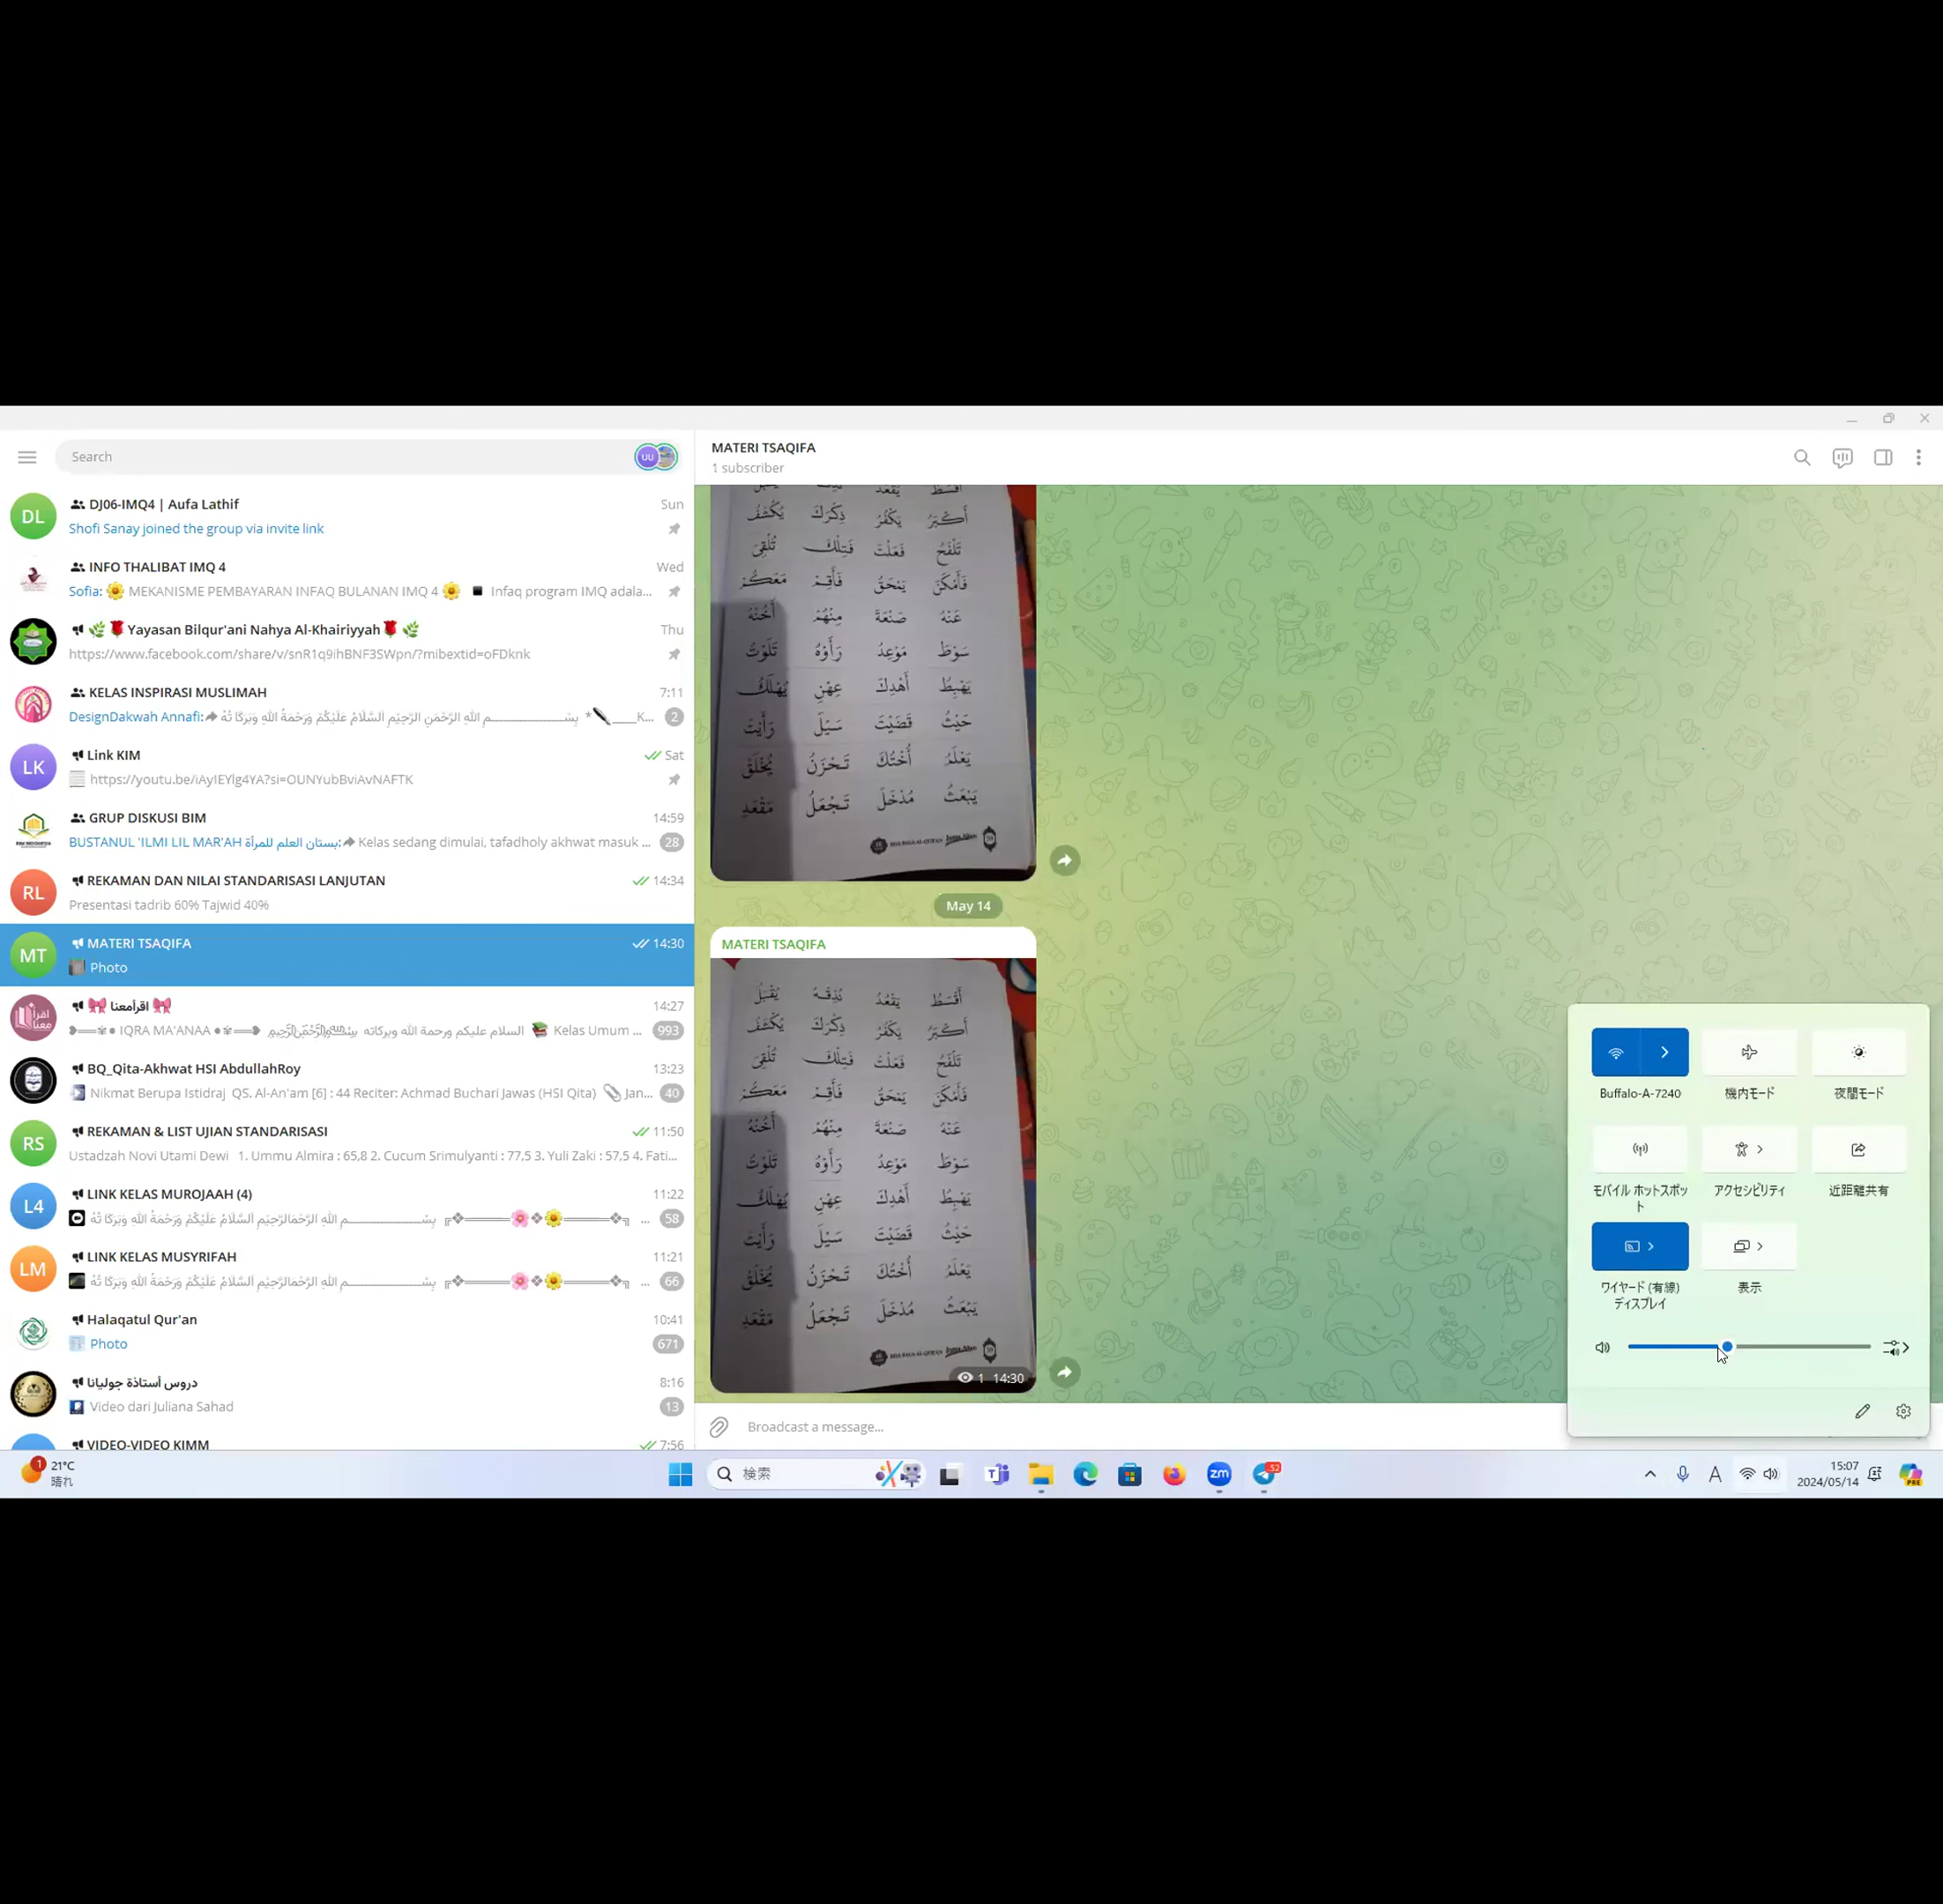 Search
DJ06-IMQ4 | Aufa Lathif Sun
Shofi Sanay joined the group via invite link
INFO THALIBAT IMQ 4 Wed
Sofia: 🌼 MEKANISME PEMBAYARAN INFAQ BULANAN IMQ 4 🌼 ▪️ Infaq program IMQ adala...
🌿🌹Yayasan Bilqur'ani Nahya Al-Khairiyyah🌹🌿 Thu
https://www.facebook.com/share/v/snR1q9ihBNF3SWpn/?mibextid=oFDknk
KELAS INSPIRASI MUSLIMAH 7:11
DesignDakwah Annafi: K... 2
LK
Link KIM Sat
https://youtu.be/iAyIEYlg4YA?si=OUNYubBviAvNAFTK
GRUP DISKUSI BIM 14:59
BUSTANUL 'ILMI LIL MAR'AH بستان العلم للمرأة: Kelas sedang dimulai, tafadholy akhwat masuk ... 28
RL
REKAMAN DAN NILAI STANDARISASI LANJUTAN 14:34
Presentasi tadrib 60% Tajwid 40%
MT
MATERI TSAQIFA 14:30
Photo
🎀 اقرأمعنا 🎀 14:27
IQRA MA'ANAA السلام عليكم ورحمة الله وبركاته 📚 Kelas Umum ... 993
BQ_Qita-Akhwat HSI AbdullahRoy 13:23
Nikmat Berupa Istidraj QS. Al-An'am [6] : 44 Reciter: Achmad Buchari Jawas (HSI Qita) 📎 Jan... 40
RS
REKAMAN & LIST UJIAN STANDARISASI 11:50
Ustadzah Novi Utami Dewi 1. Ummu Almira : 65,8 2. Cucum Srimulyanti : 77,5 3. Yuli Zaki : 57,5 4. Fati...
L4
LINK KELAS MUROJAAH (4) 11:22
58
LM
LINK KELAS MUSYRIFAH 11:21
66
Halaqatul Qur'an 10:41
Photo 671
دروس أستاذة جوليانا 8:16
Video dari Juliana Sahad 13
VIDEO-VIDEO KIMM 7:56
DL
UU
MATERI TSAQIFA
1 subscriber
May 14
MATERI TSAQIFA
أَقْسَطُ يَقْعُدُ نُذِقْهُ يُقْبَلُ
أَكْبَرُ يَكْفُرُ ذِكْرَكَ يُكْشَفُ
تَلْفَحُ فَعَلْتَ فَتِلْكَ تُلْقِىَ
فَأَمْكَنَ يَمْحَقُ فَأَقِمْ مَعَكُمْ
عَنْهُ صَنْعَةَ مِنْهُمْ أَخُنْهُ
سَوْطَ مَوْعِدُ رَأَوْهُ تَلَوْتُ
يَهْبِطُ أَهْدِكَ عِهْنِ يَهْلِكُ
حَيْثُ قَضَيْتَ سَيْلَ رَأَيْتَ
يَعْلَمُ أُخْتُكَ تَحْزَنُ يُخْلَقُ
يَبْعَثُ مُدْخَلَ تَجْعَلُ مَقْعَدِ
1 14:30
Broadcast a message...
Buffalo-A-7240
機内モード
夜間モード
モバイル ホットスポット
アクセシビリティ
近距離共有
ワイヤード (有線) ディスプレイ
表示
1
21°C
晴れ
検索
zm
52
A
15:07
2024/05/14
PRE